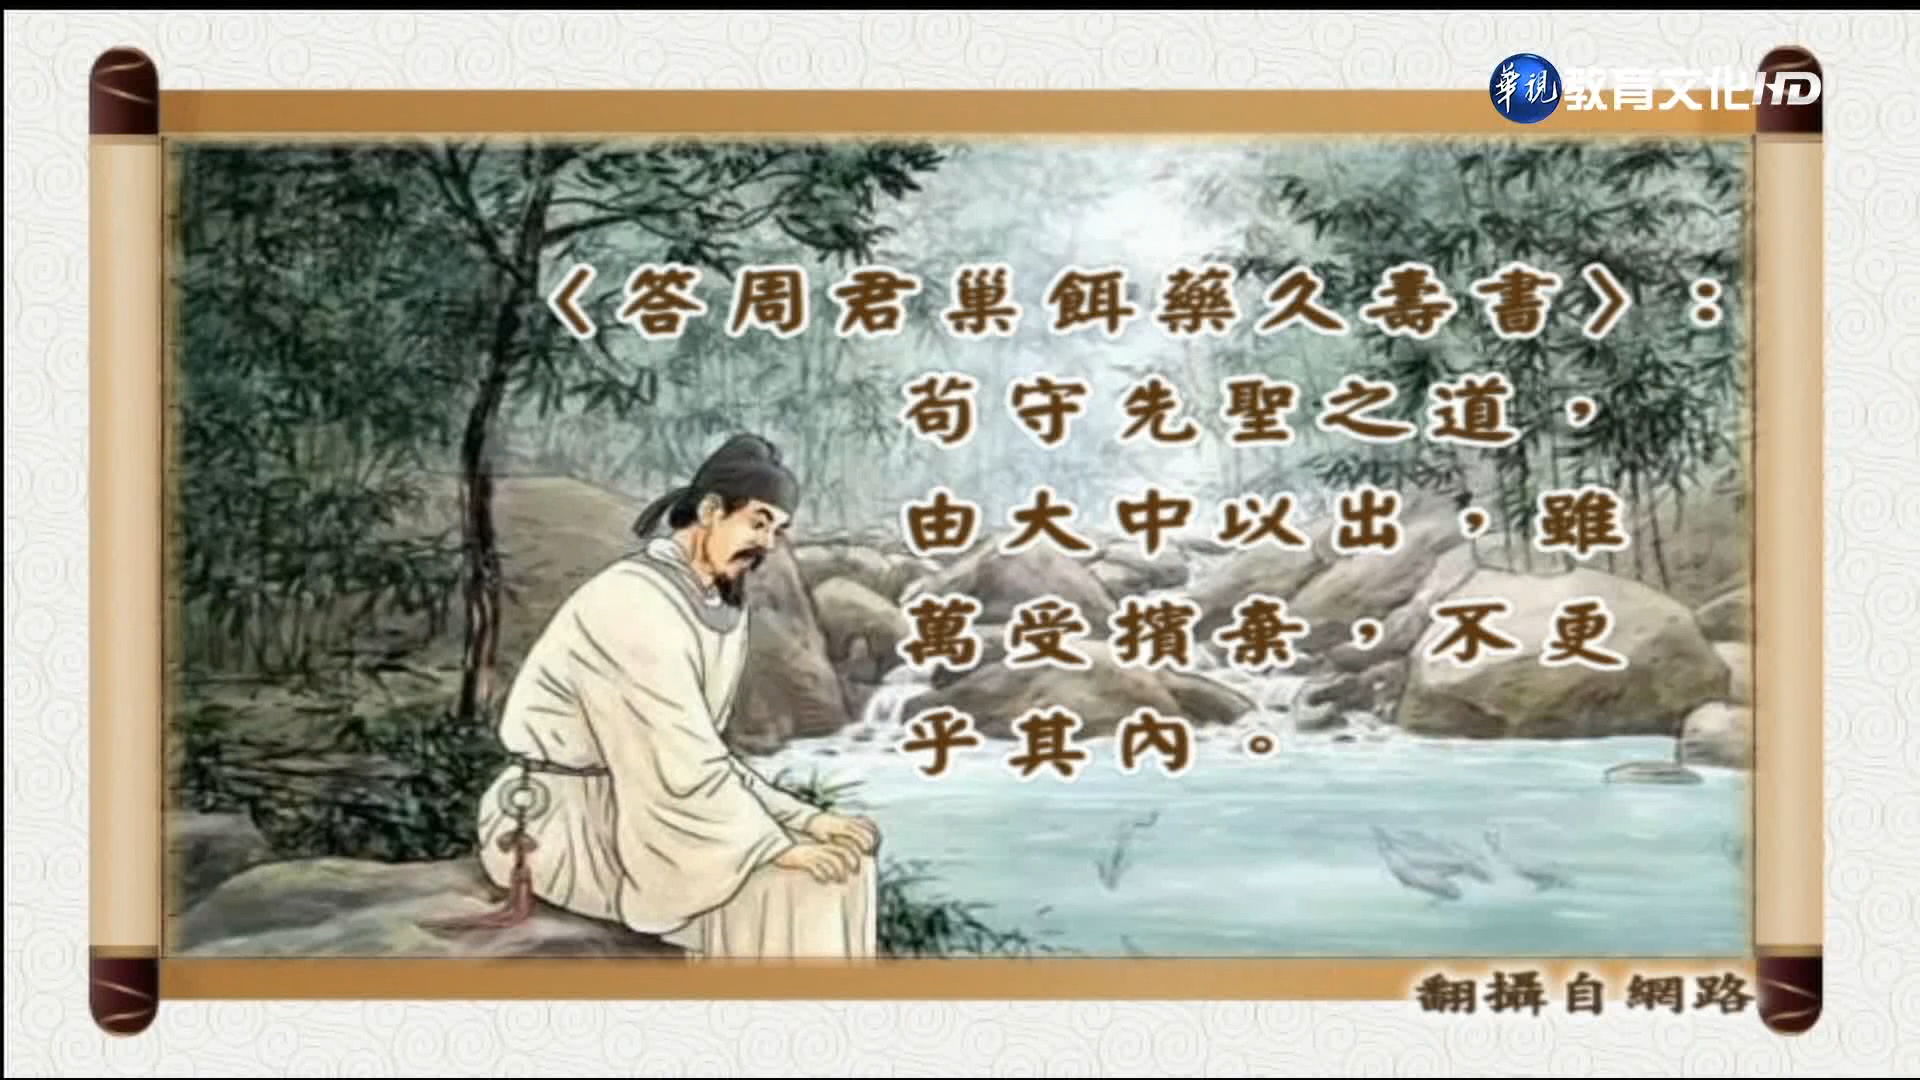 華視 教育文化HD
〈答周君巢餌藥久壽書〉：
苟守先聖之道，
由大中以出，雖
萬受擯棄，不更
乎其內。
翻攝自網路